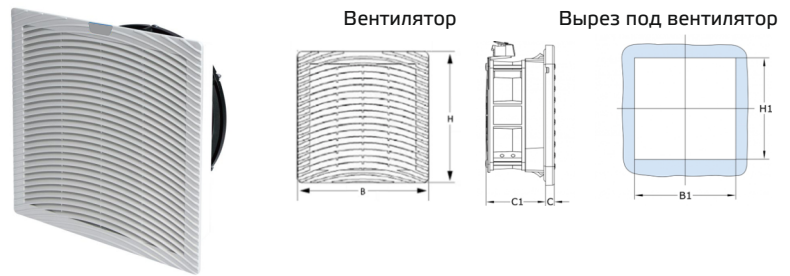 Вентилятор
Вырез под вентилятор
H
B
C1
C
H1
B1